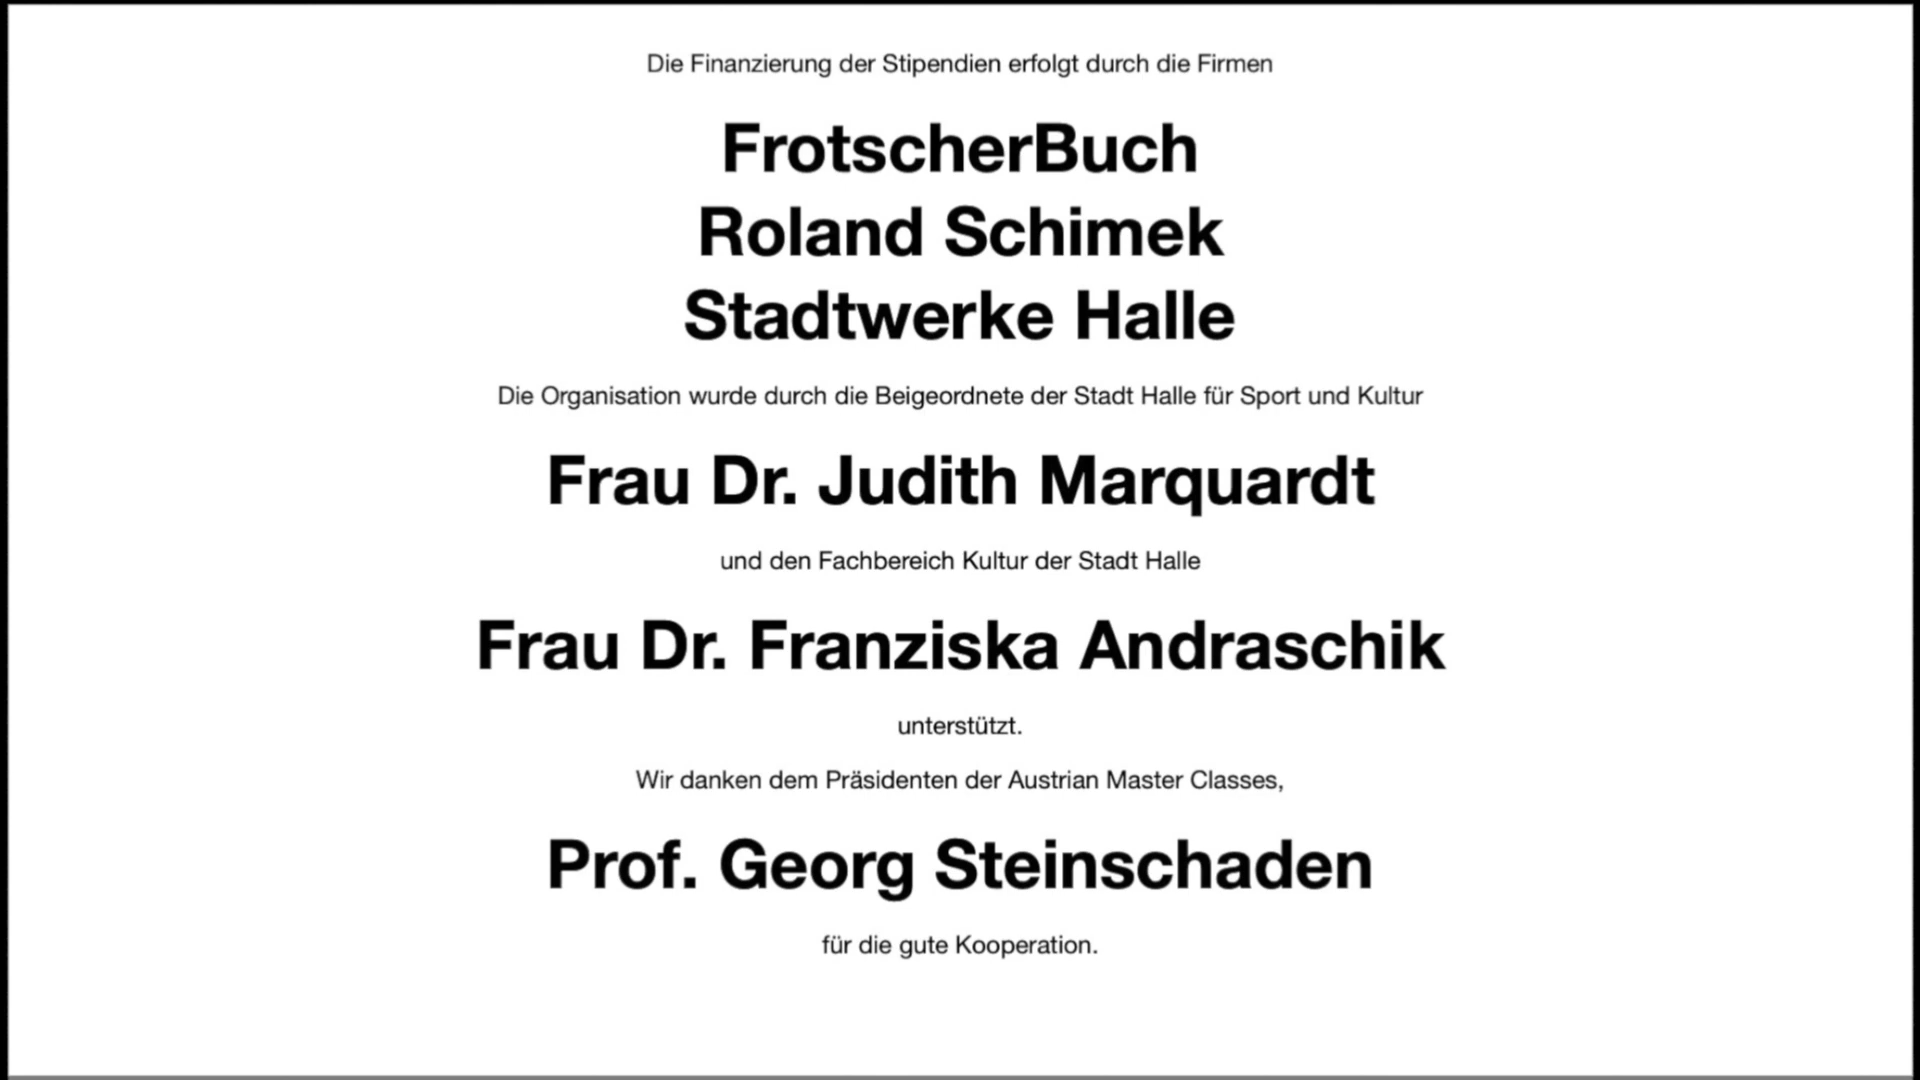 Die Finanzierung der Stipendien erfolgt durch die Firmen
FrotscherBuch
Roland Schimek
Stadtwerke Halle
Die Organisation wurde durch die Beigeordnete der Stadt Halle für Sport und Kultur
Frau Dr. Judith Marquardt
und den Fachbereich Kultur der Stadt Halle
Frau Dr. Franziska Andraschik
unterstützt.
Wir danken dem Präsidenten der Austrian Master Classes,
Prof. Georg Steinschaden
für die gute Kooperation.